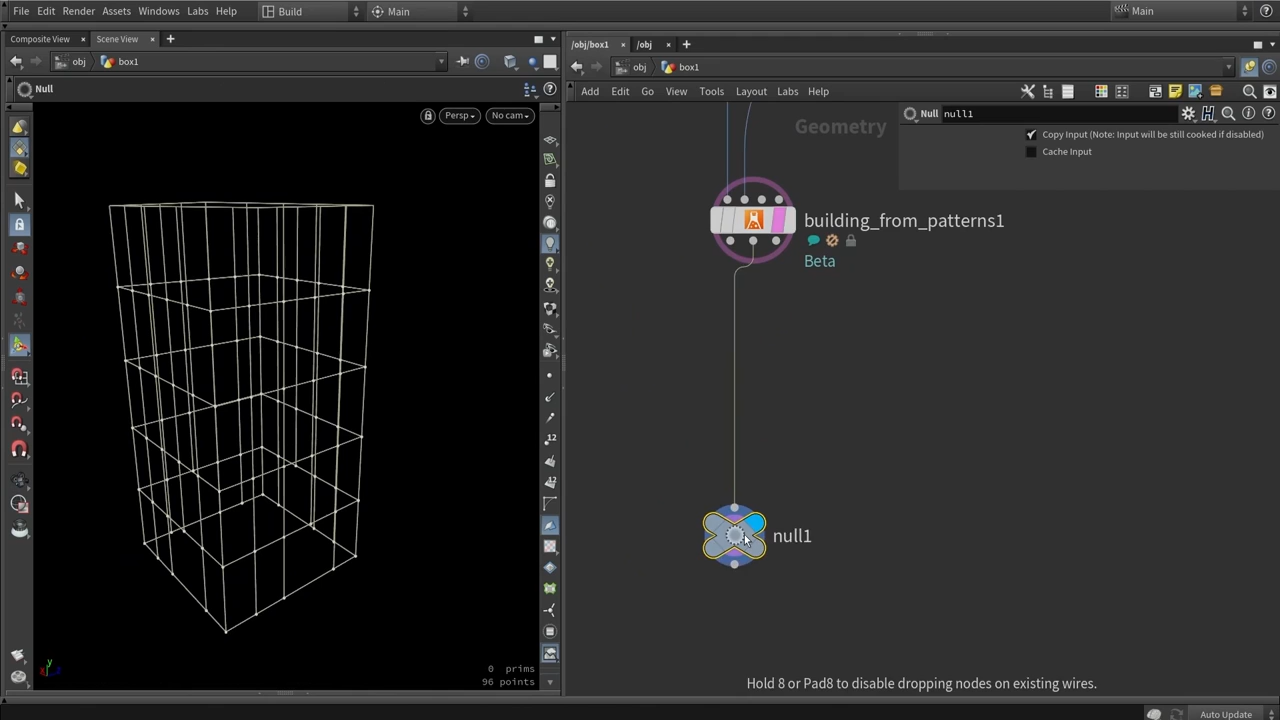 File Edit Render Assets Windows Labs Help Build Main Main
Composite View Scene View /obj/box1 /obj
obj box1 obj box1
Null Add Edit Go View Tools Layout Labs Help
Persp No cam
Geometry
Null null1
Copy Input (Note: Input will be still cooked if disabled)
Cache Input
building_from_patterns1
Beta
12
12
null1
y
x
0 prims
96 points
Hold 8 or Pad8 to disable dropping nodes on existing wires.
Auto Update